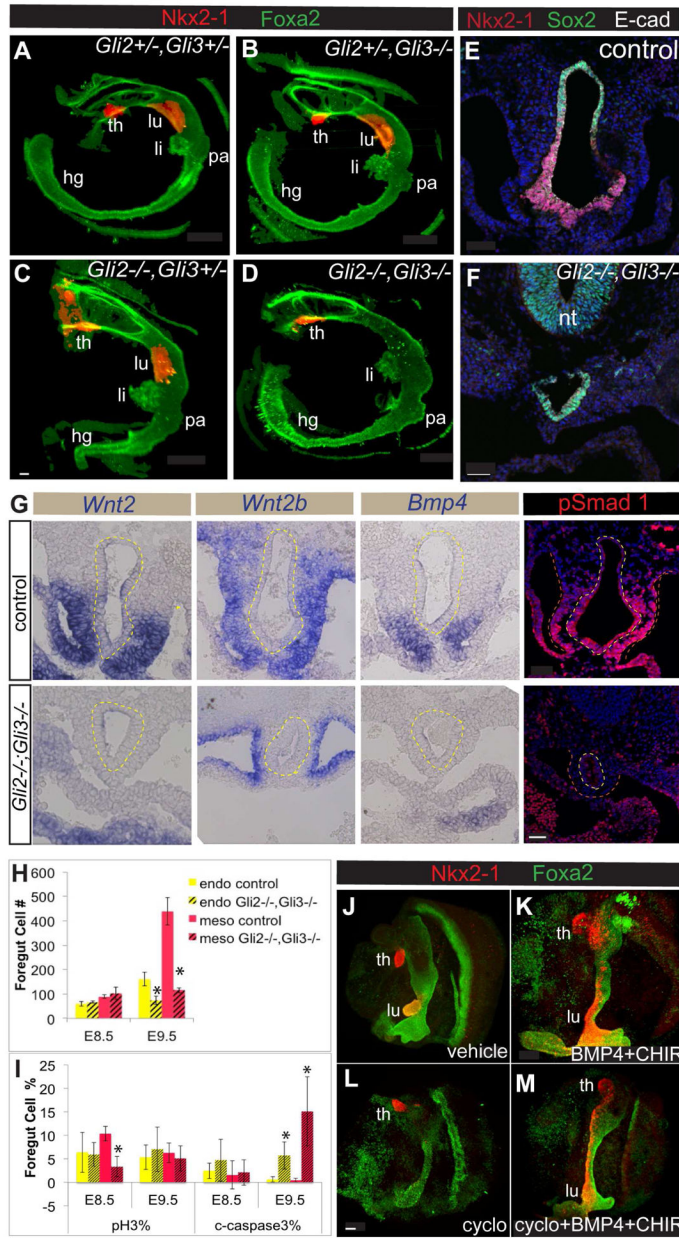 Nkx2-1 Foxa2
Nkx2-1 Sox2 E-cad
A Gli2+/-,Gli3+/-
th lu li pa hg
B Gli2+/-,Gli3-/-
th lu li pa hg
E control
C Gli2-/-,Gli3+/-
th lu li pa hg
D Gli2-/-,Gli3-/-
th li pa hg
F Gli2-/-,Gli3-/-
nt
G Wnt2 Wnt2b Bmp4 pSmad 1
control
Gli2-/-;Gli3-/-
H
Foregut Cell #
600
500
400
300
200
100
0
endo control
endo Gli2-/-,Gli3-/-
meso control
meso Gli2-/-,Gli3-/-
* *
E8.5 E9.5
I
Foregut Cell %
25
20
15
10
5
0
-5
* * *
E8.5 E9.5 E8.5 E9.5
pH3% c-caspase3%
Nkx2-1 Foxa2
J
th
lu
vehicle
K
th
lu
BMP4+CHIR
L
th
cyclo
M
th
lu
cyclo+BMP4+CHIR